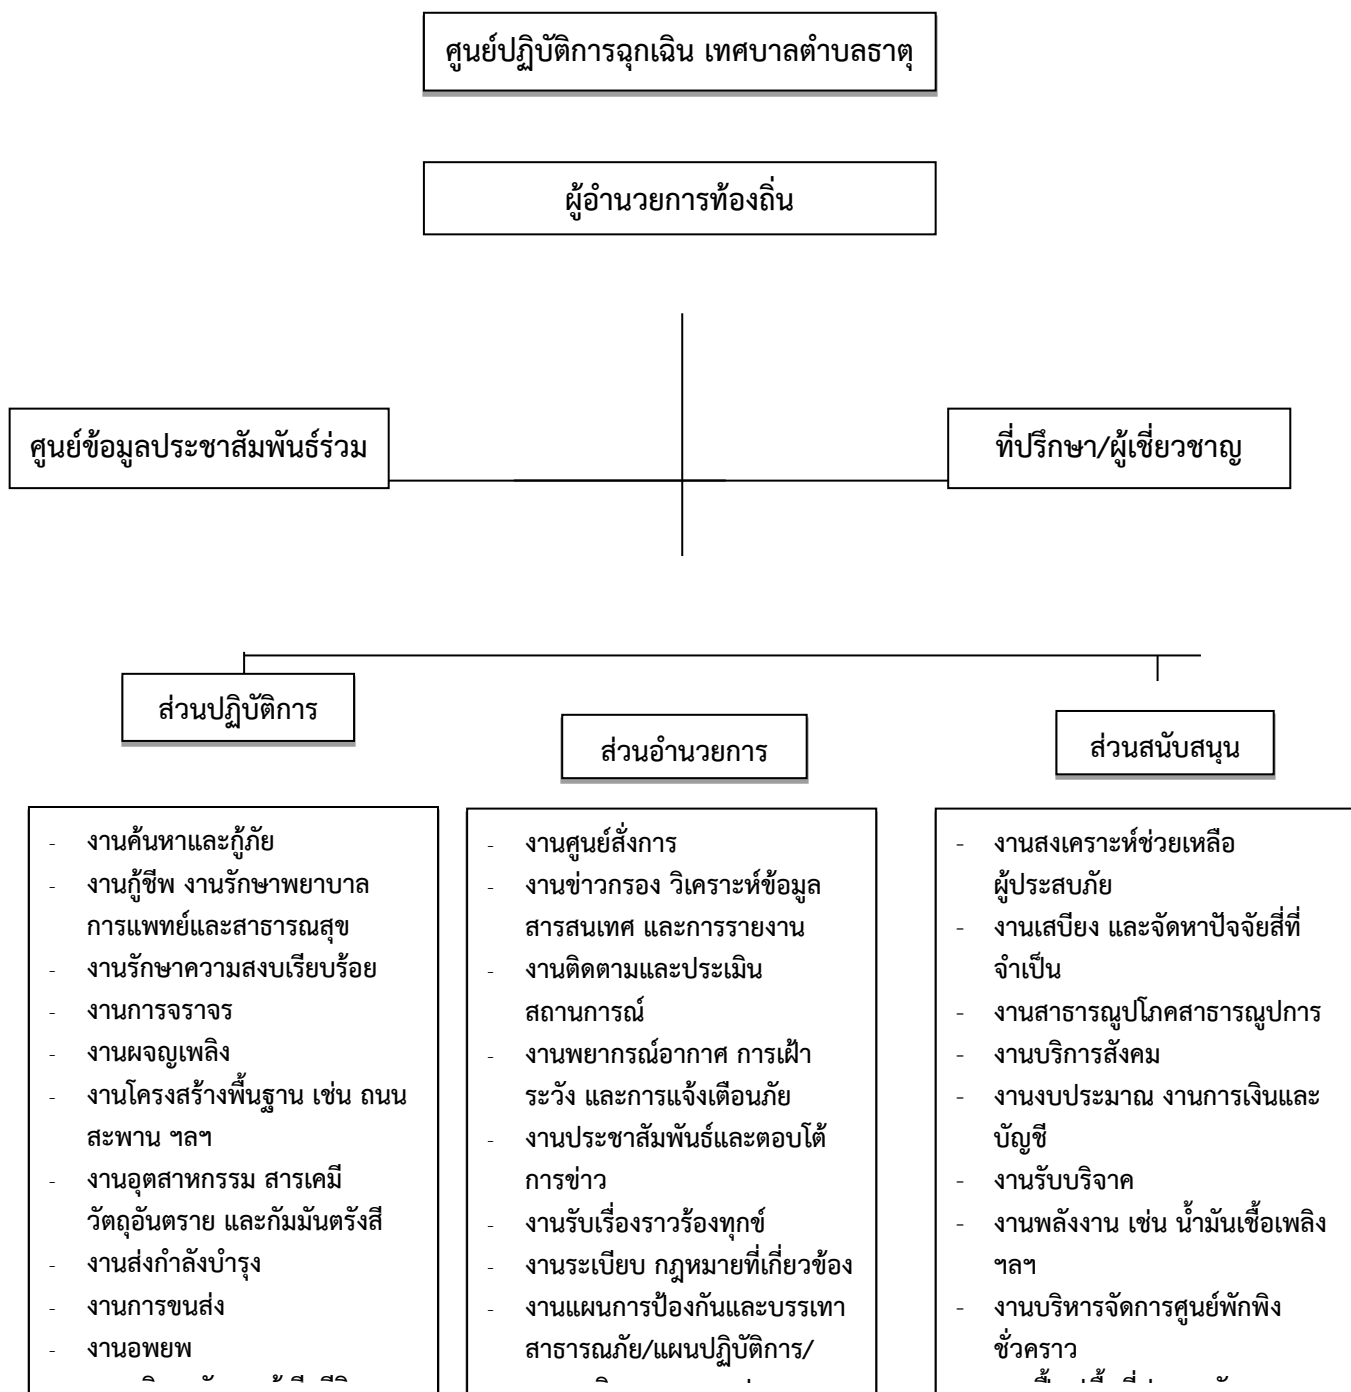 ศูนย์ปฏิบัติการฉุกเฉิน เทศบาลตำบลธาตุ
ผู้อำนวยการท้องถิ่น
ศูนย์ข้อมูลประชาสัมพันธ์ร่วม
ที่ปรึกษา/ผู้เชี่ยวชาญ
ส่วนปฏิบัติการ
ส่วนอำนวยการ
ส่วนสนับสนุน
- งานค้นหาและกู้ภัย
- งานกู้ชีพ งานรักษาพยาบาล
การแพทย์และสาธารณสุข
- งานรักษาความสงบเรียบร้อย
- งานการจราจร
- งานผจญเพลิง
- งานโครงสร้างพื้นฐาน เช่น ถนน
สะพาน ฯลฯ
- งานอุตสาหกรรม สารเคมี
วัตถุอันตราย และกัมมันตรังสี
- งานส่งกำลังบำรุง
- งานการขนส่ง
- งานอพยพ
- งานศูนย์สั่งการ
- งานข่าวกรอง วิเคราะห์ข้อมูล
สารสนเทศ และการรายงาน
- งานติดตามและประเมิน
สถานการณ์
- งานพยากรณ์อากาศ การเฝ้า
ระวัง และการแจ้งเตือนภัย
- งานประชาสัมพันธ์และตอบโต้
การข่าว
- งานรับเรื่องราวร้องทุกข์
- งานระเบียบ กฎหมายที่เกี่ยวข้อง
- งานแผนการป้องกันและบรรเทา
สาธารณภัย/แผนปฏิบัติการ/
- งานสงเคราะห์ช่วยเหลือ
ผู้ประสบภัย
- งานเสบียง และจัดหาปัจจัยสี่ที่
จำเป็น
- งานสาธารณูปโภคสาธารณูปการ
- งานบริการสังคม
- งานงบประมาณ งานการเงินและ
บัญชี
- งานรับบริจาค
- งานพลังงาน เช่น น้ำมันเชื้อเพลิง
ฯลฯ
- งานบริหารจัดการศูนย์พักพิง
ชั่วคราว